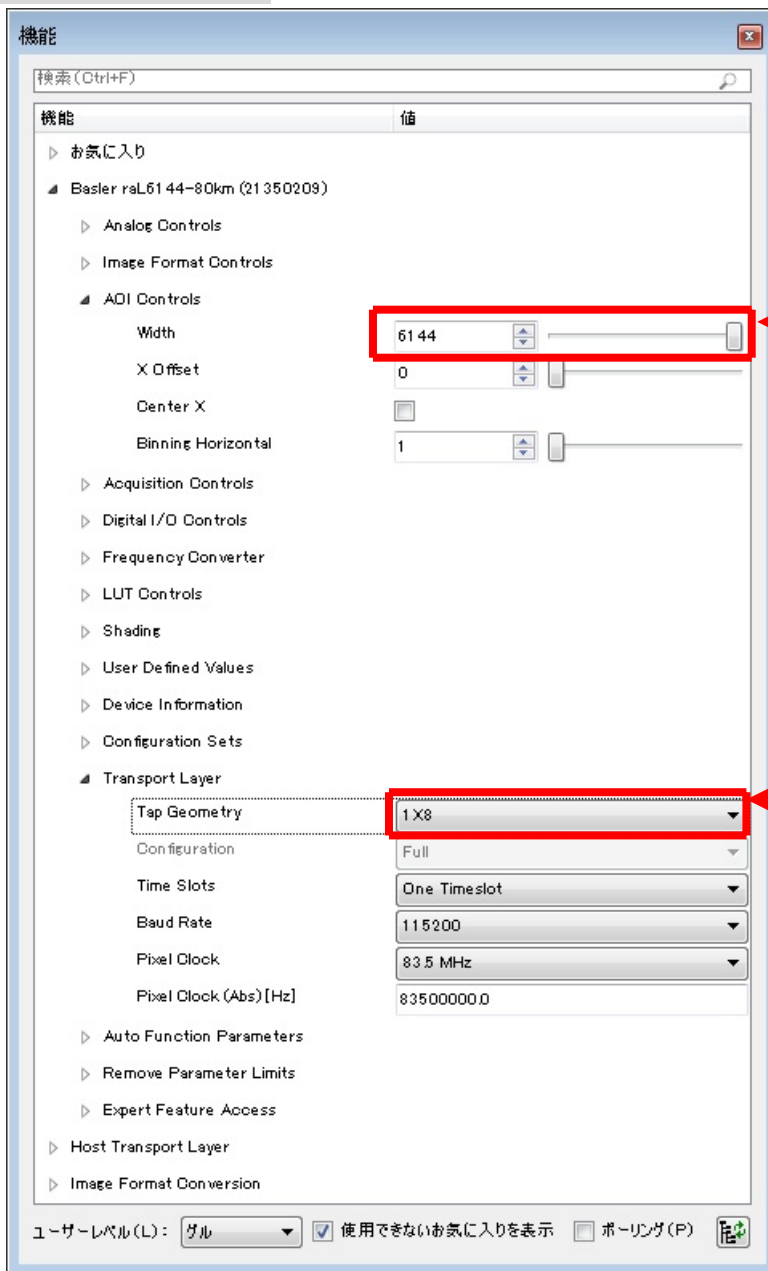 機能
検索(Ctrl+F)
機能 値
お気に入り
Basler raL6144-80km (21350209)
Analog Controls
Image Format Controls
AOI Controls
Width 6144
X Offset 0
Center X
Binning Horizontal 1
Acquisition Controls
Digital I/O Controls
Frequency Converter
LUT Controls
Shading
User Defined Values
Device Information
Configuration Sets
Transport Layer
Tap Geometry 1X8
Configuration Full
Time Slots One Timeslot
Baud Rate 115200
Pixel Clock 83.5 MHz
Pixel Clock (Abs)[Hz] 83500000.0
Auto Function Parameters
Remove Parameter Limits
Expert Feature Access
Host Transport Layer
Image Format Conversion
ユーザーレベル(L): グル 使用できないお気に入りを表示 ポーリング(P)